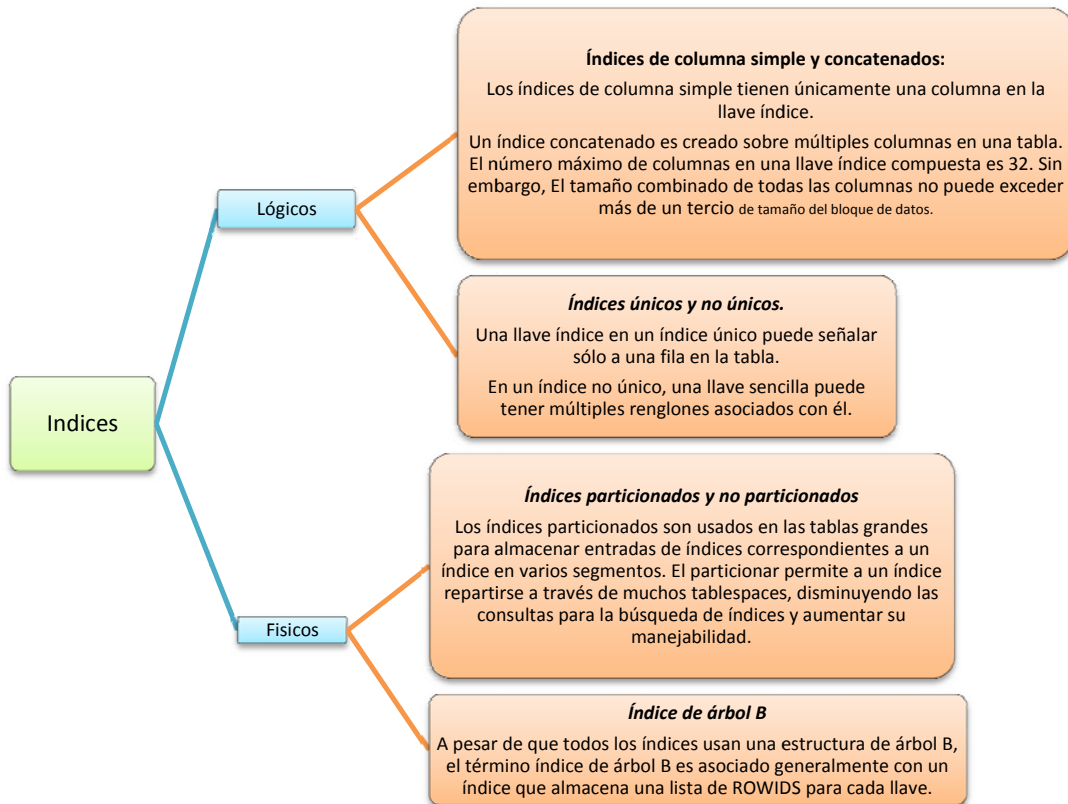 Índices de columna simple y concatenados:
Los índices de columna simple tienen únicamente una columna en la
llave índice.
Un índice concatenado es creado sobre múltiples columnas en una tabla.
El número máximo de columnas en una llave índice compuesta es 32. Sin
embargo, El tamaño combinado de todas las columnas no puede exceder
más de un tercio de tamaño del bloque de datos.
Lógicos
Índices únicos y no únicos.
Una llave índice en un índice único puede señalar
sólo a una fila en la tabla.
En un índice no único, una llave sencilla puede
tener múltiples renglones asociados con él.
Indices
Índices particionados y no particionados
Los índices particionados son usados en las tablas grandes
para almacenar entradas de índices correspondientes a un
índice en varios segmentos. El particionar permite a un índice
repartirse a través de muchos tablespaces, disminuyendo las
consultas para la búsqueda de índices y aumentar su
manejabilidad.
Fisicos
Índice de árbol B
A pesar de que todos los índices usan una estructura de árbol B,
el término índice de árbol B es asociado generalmente con un
índice que almacena una lista de ROWIDS para cada llave.